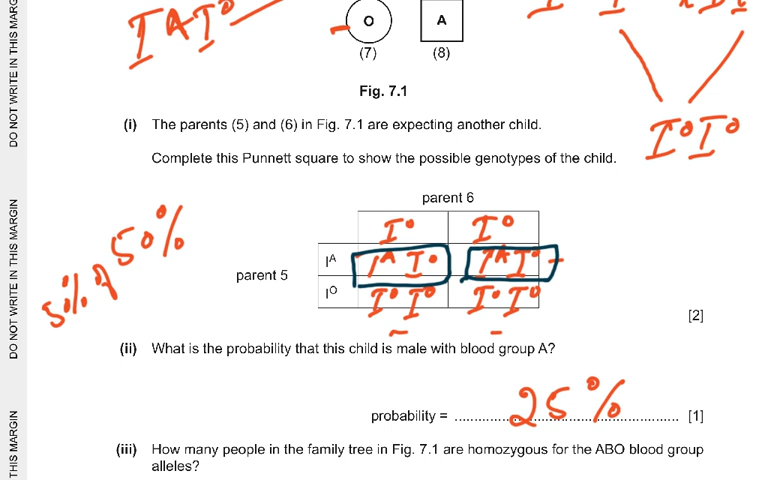 DO NOT WRITE IN THIS MARGIN
I^A I^O
O A
(7) (8)
I^O I^O
Fig. 7.1
(i) The parents (5) and (6) in Fig. 7.1 are expecting another child.
Complete this Punnett square to show the possible genotypes of the child.
DO NOT WRITE IN THIS MARGIN
parent 6
I^O I^O
parent 5
I^A I^A I^O I^A I^O
I^O I^O I^O I^O I^O
50%
[2]
(ii) What is the probability that this child is male with blood group A?
probability = 25% [1]
THIS MARGIN
(iii) How many people in the family tree in Fig. 7.1 are homozygous for the ABO blood group
alleles?